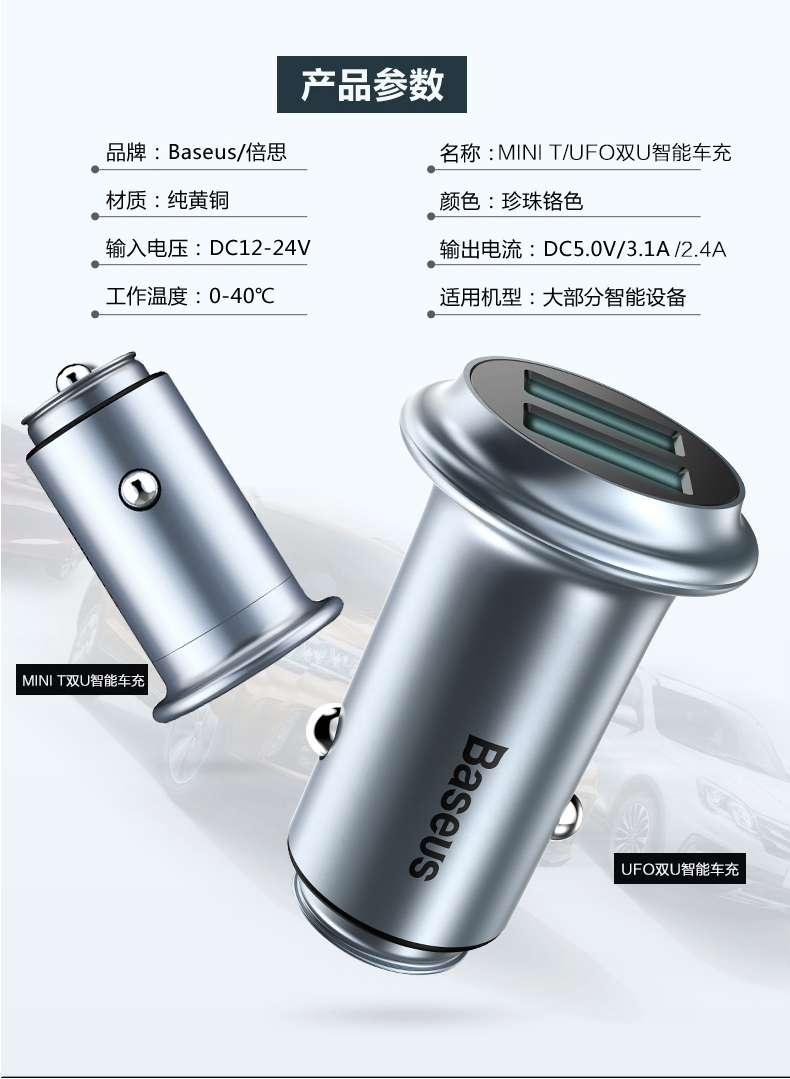 产品参数
品牌：Baseus/倍思
名称：MINI T/UFO双U智能车充
材质：纯黄铜
颜色：珍珠铬色
输入电压：DC12-24V
输出电流：DC5.0V/3.1A /2.4A
工作温度：0-40℃
适用机型：大部分智能设备
MINI T双U智能车充
Baseus
UFO双U智能车充